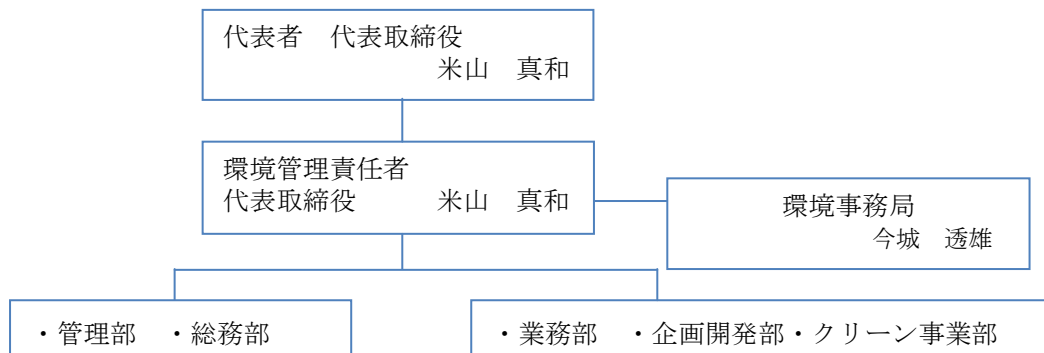 代表者　代表取締役
米山　真和
環境管理責任者
代表取締役　米山　真和
環境事務局
今城　透雄
・管理部　・総務部
・業務部　・企画開発部・クリーン事業部